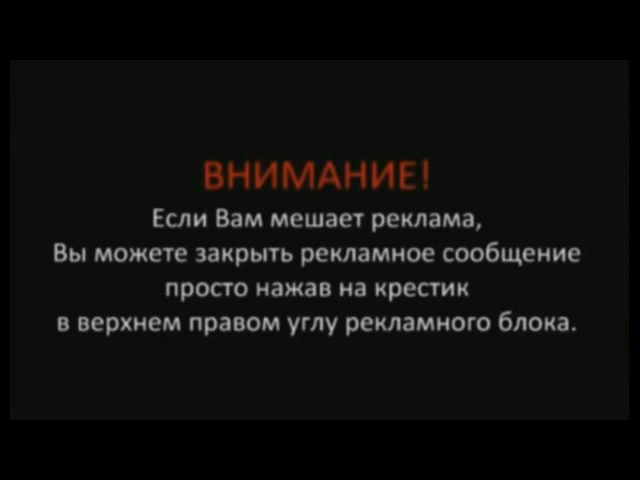 ВНИМАНИЕ!
Если Вам мешает реклама,
Вы можете закрыть рекламное сообщение
просто нажав на крестик
в верхнем правом углу рекламного блока.